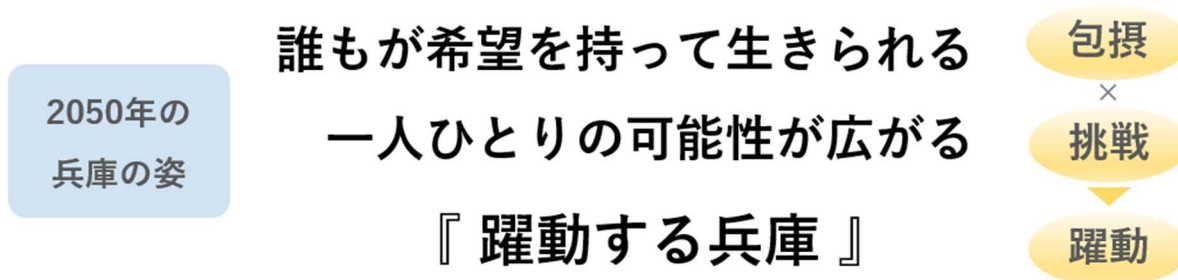 2050年の
兵庫の姿
誰もが希望を持って生きられる
一人ひとりの可能性が広がる
『 躍動する兵庫 』
包摂
×
挑戦
躍動